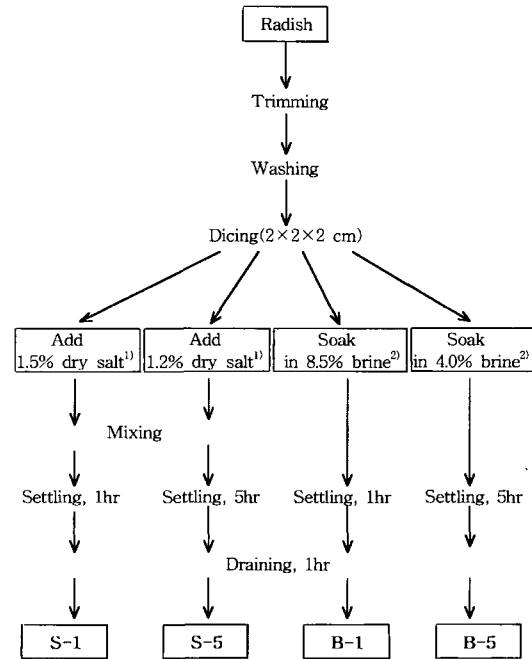 Radish
Trimming
Washing
Dicing(2×2×2 cm)
Add
1.5% dry salt1)
Add
1.2% dry salt1)
Soak
in 8.5% brine2)
Soak
in 4.0% brine2)
Mixing
Settling, 1hr
Settling, 5hr
Settling, 1hr
Settling, 5hr
Draining, 1hr
S-1
S-5
B-1
B-5